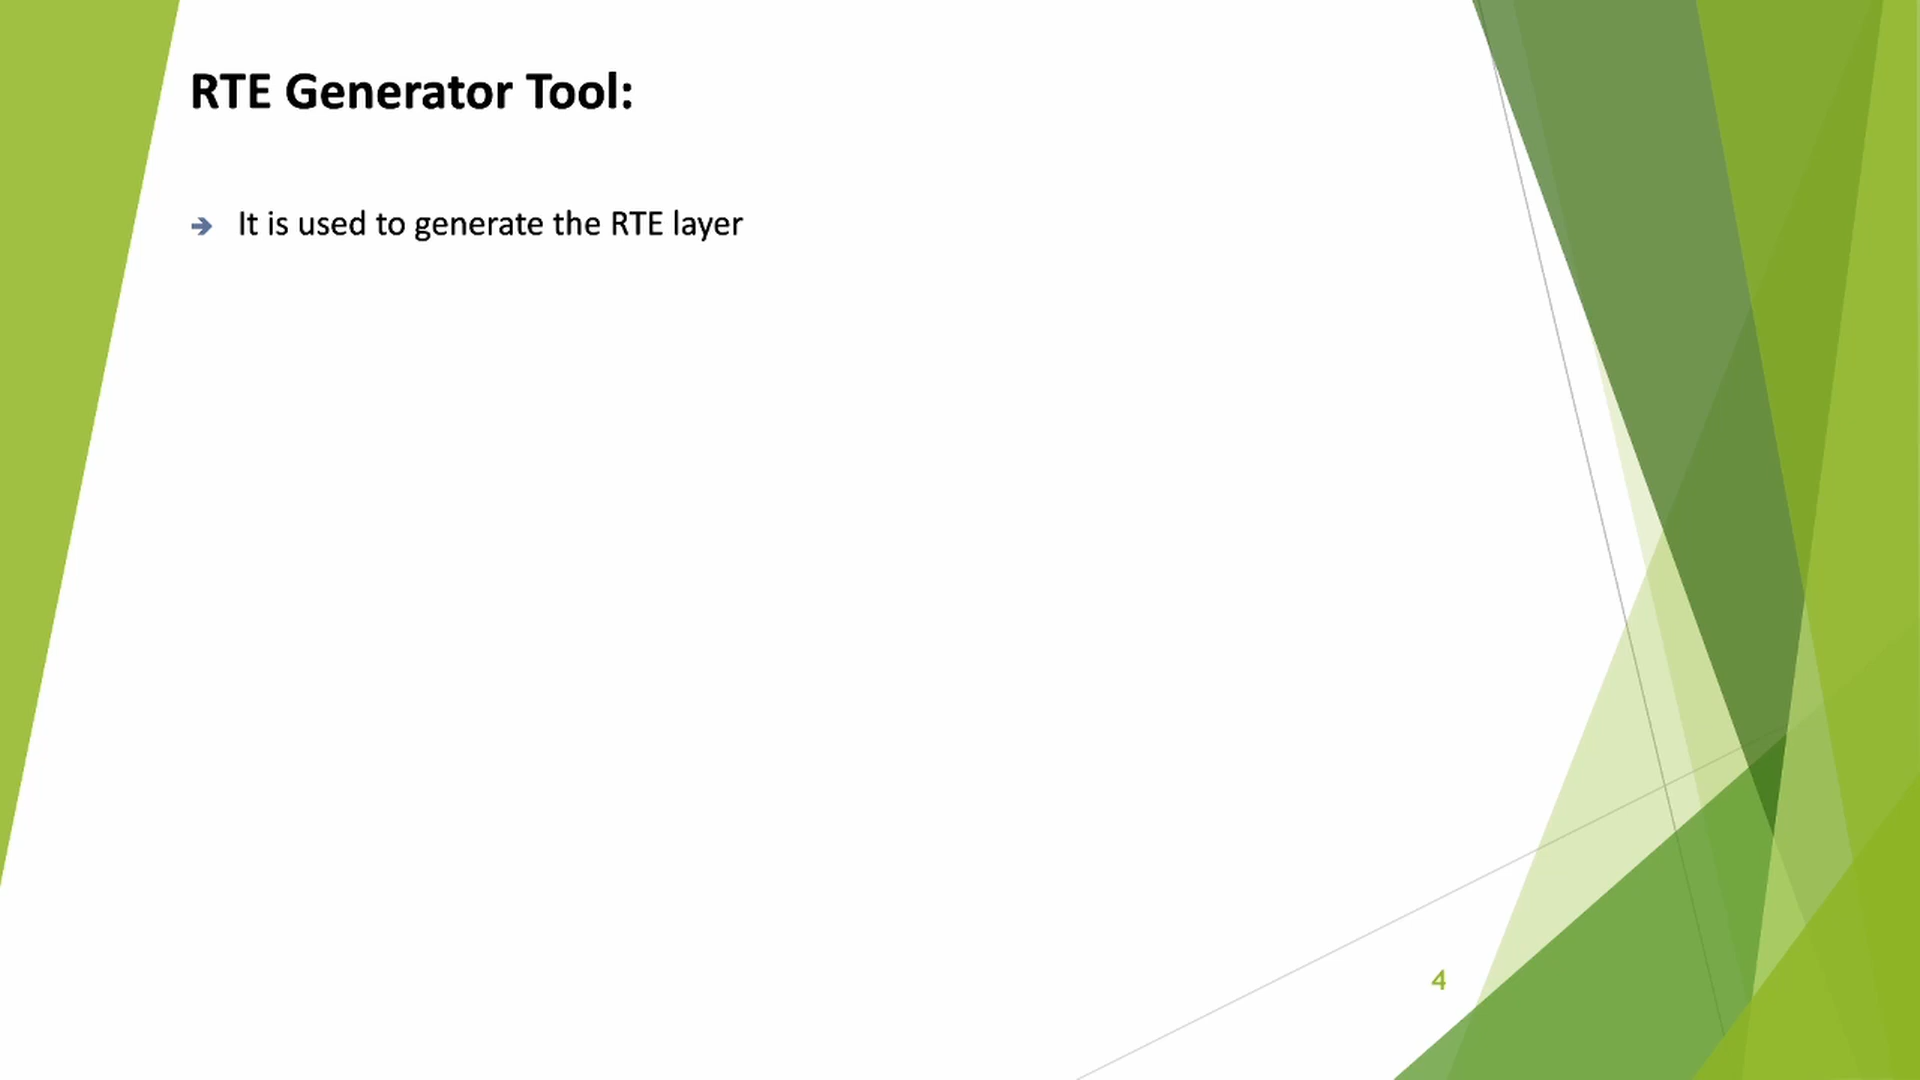 RTE Generator Tool:
➔ It is used to generate the RTE layer
4